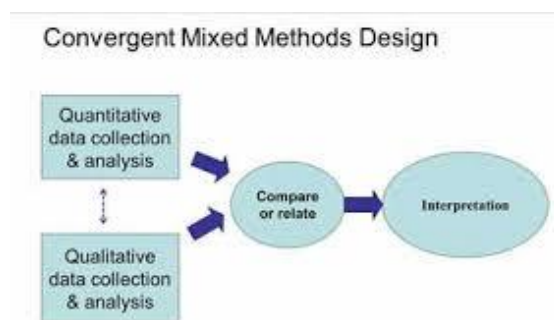 Convergent Mixed Methods Design
Quantitative
data collection
& analysis
Compare
or relate
Interpretation
Qualitative
data collection
& analysis